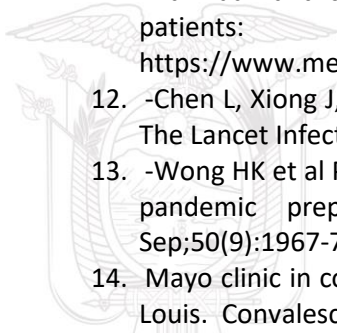 patients:
https://www.me
12. -Chen L, Xiong J,
The Lancet Infect
13. -Wong HK et al
pandemic prep
Sep;50(9):1967-7
14. Mayo clinic in co
Louis. Convalesc